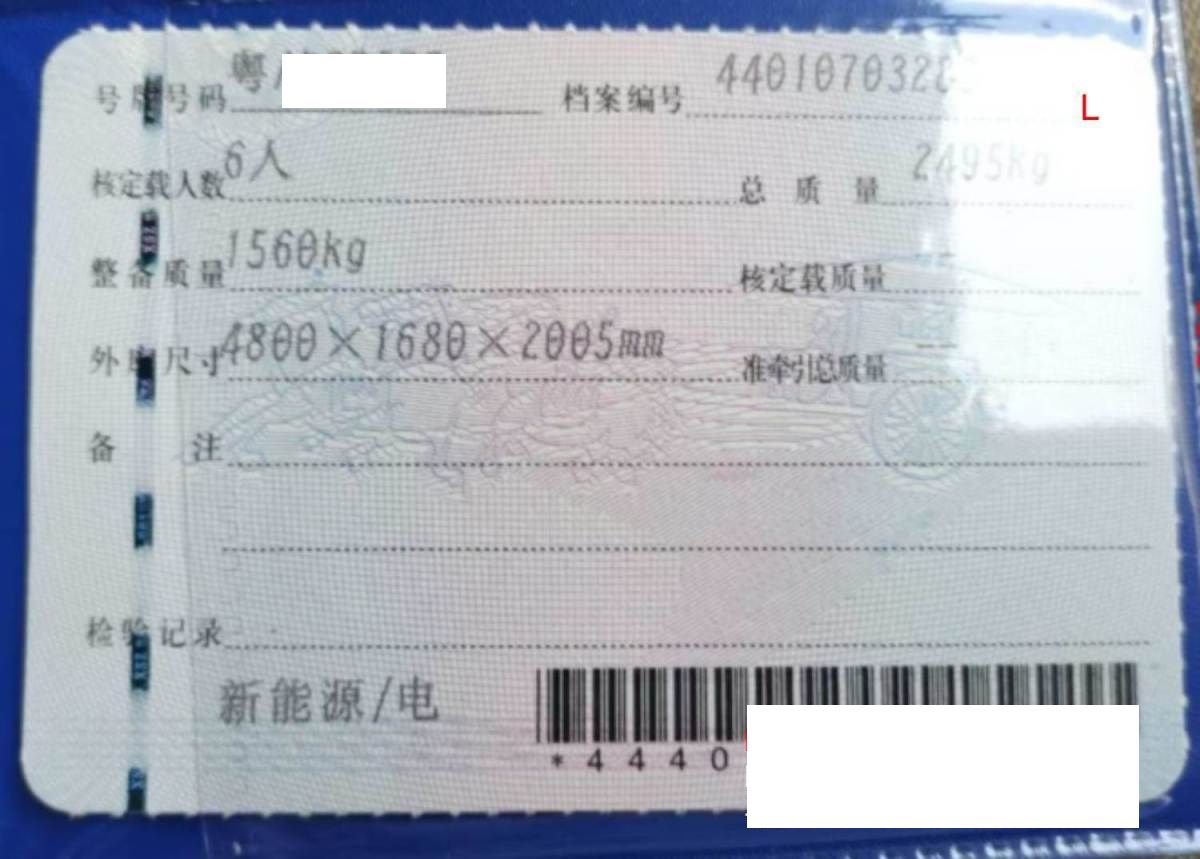 号牌号码 粤 档案编号 4401070328
L
核定载人数 6人 总质量 2495kg
整备质量 1560kg 核定载质量 --
外廓尺寸 4800×1680×2005mm 准牵引总质量 --
备注
检验记录
新能源/电
*4440